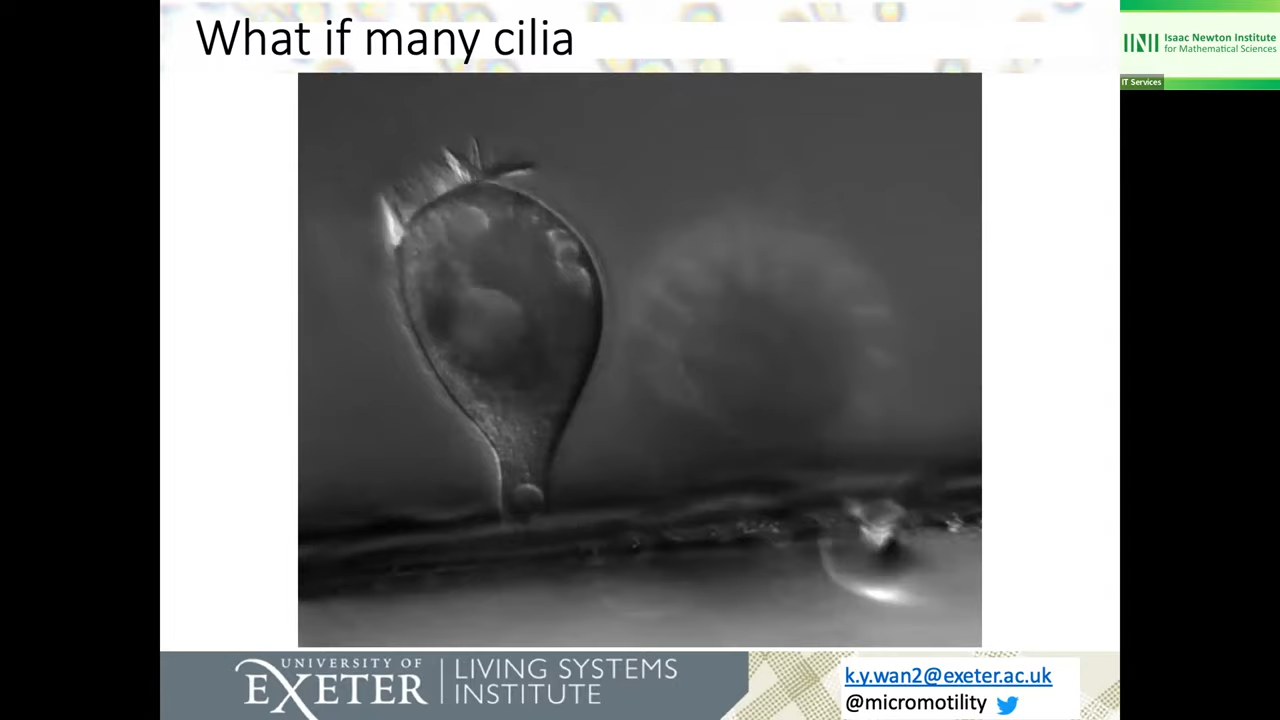 What if many cilia
Isaac Newton Institute
for Mathematical Sciences
IT Services
UNIVERSITY OF
EXETER
LIVING SYSTEMS
INSTITUTE
k.y.wan2@exeter.ac.uk
@micromotility